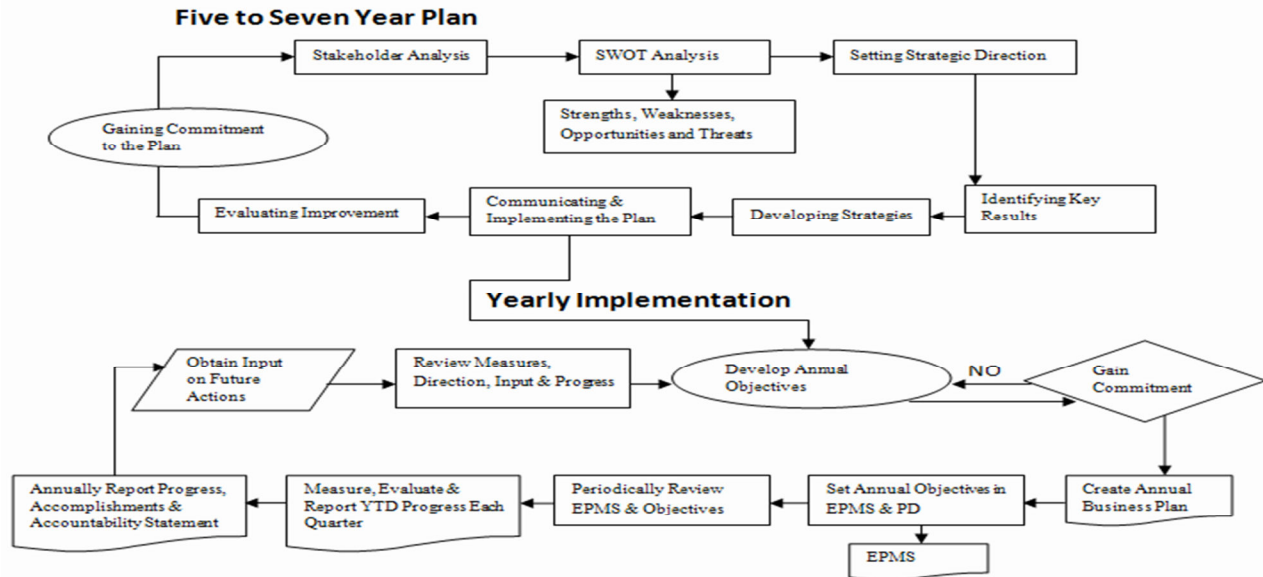 Five to Seven Year Plan
Stakeholder Analysis
SWOT Analysis
Setting Strategic Direction
Strengths, Weaknesses,
Opportunities and Threats
Gaining Commitment
to the Plan
Evaluating Improvement
Communicating &
Implementing the Plan
Developing Strategies
Identifying Key
Results
Yearly Implementation
Obtain Input
on Future
Actions
Review Measures,
Direction, Input & Progress
Develop Annual
Objectives
NO
Gain
Commitment
Annually Report Progress,
Accomplishments &
Accountability Statement
Measure, Evaluate &
Report YTD Progress Each
Quarter
Periodically Review
EPMS & Objectives
Set Annual Objectives in
EPMS & PD
Create Annual
Business Plan
EPMS